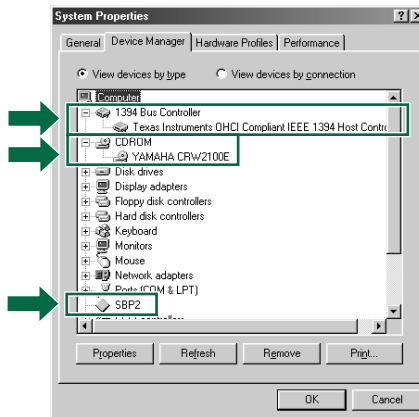 System Properties
General Device Manager Hardware Profiles Performance
View devices by type View devices by connection
Computer
1394 Bus Controller
Texas Instruments OHCI Compliant IEEE 1394 Host Contro
CDROM
YAMAHA CRW2100E
Disk drives
Display adapters
Floppy disk controllers
Hard disk controllers
Keyboard
Monitors
Mouse
Network adapters
Ports (COM & LPT)
SBP2
Properties Refresh Remove Print...
OK Cancel